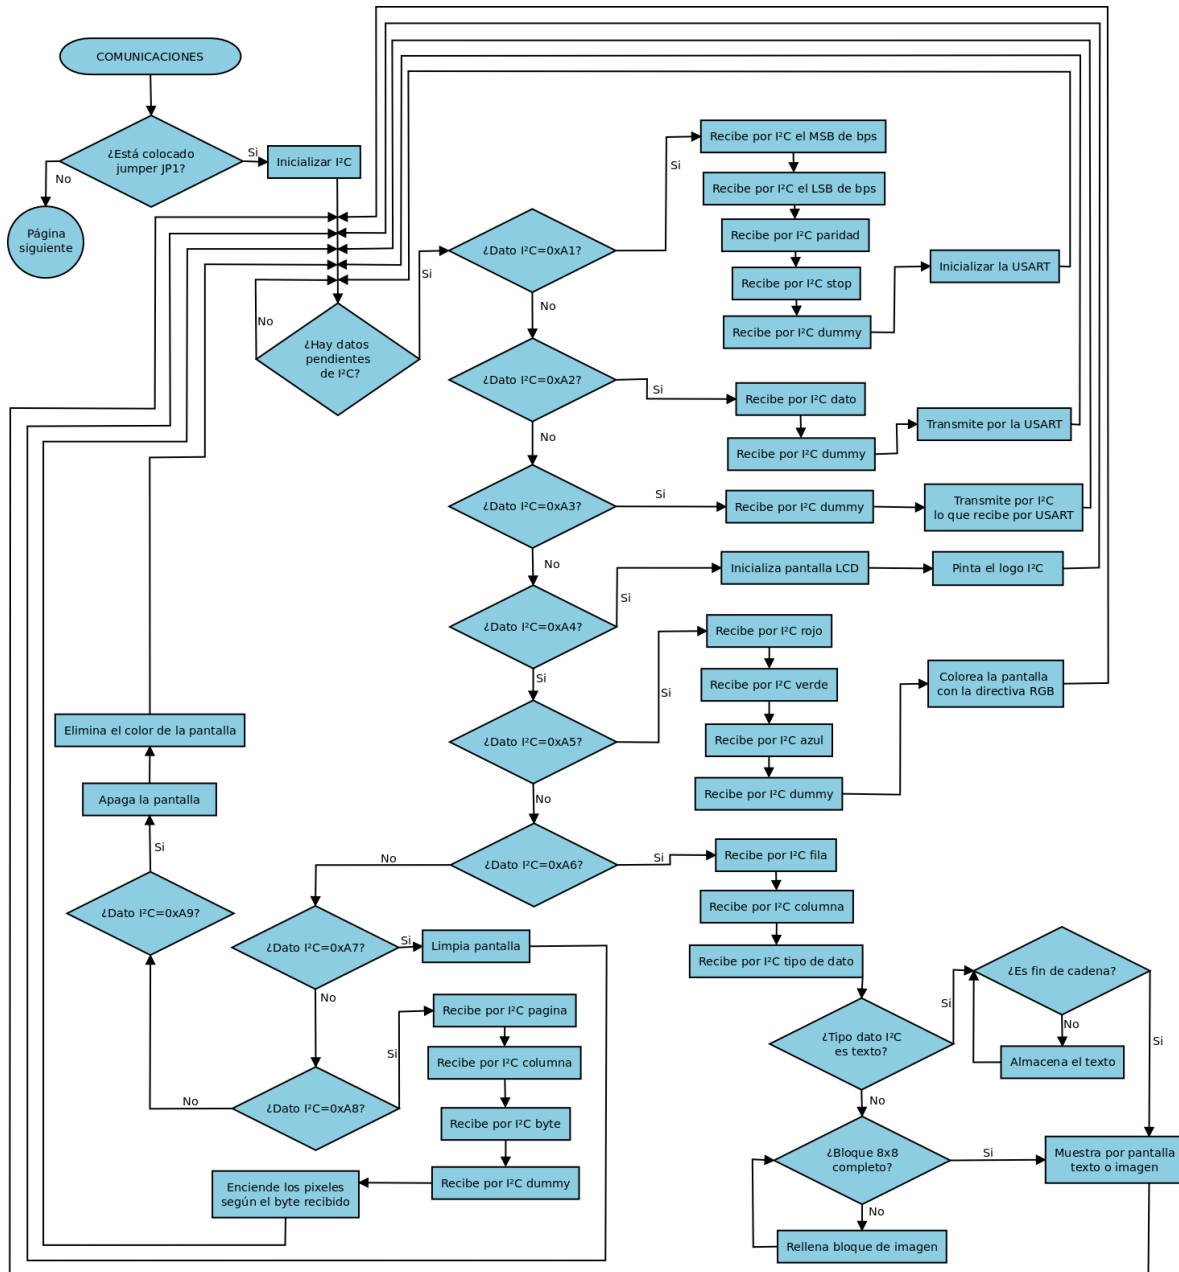 COMUNICACIONES
¿Está colocado
jumper JP1?
Si
No
Inicializar I²C
Página
siguiente
¿Hay datos
pendientes
de I²C?
No
Si
¿Dato I²C=0xA1?
Si
No
Recibe por I²C el MSB de bps
Recibe por I²C el LSB de bps
Recibe por I²C paridad
Recibe por I²C stop
Recibe por I²C dummy
Inicializar la USART
¿Dato I²C=0xA2?
Si
No
Recibe por I²C dato
Recibe por I²C dummy
Transmite por la USART
¿Dato I²C=0xA3?
Si
No
Recibe por I²C dummy
Transmite por I²C
lo que recibe por USART
¿Dato I²C=0xA4?
Si
Si
Inicializa pantalla LCD
Pinta el logo I²C
¿Dato I²C=0xA5?
Si
No
Recibe por I²C rojo
Recibe por I²C verde
Recibe por I²C azul
Recibe por I²C dummy
Colorea la pantalla
con la directiva RGB
¿Dato I²C=0xA6?
Si
No
Recibe por I²C fila
Recibe por I²C columna
Recibe por I²C tipo de dato
¿Tipo dato I²C
es texto?
Si
No
¿Es fin de cadena?
No
Si
Almacena el texto
¿Bloque 8x8
completo?
Si
No
Rellena bloque de imagen
Muestra por pantalla
texto o imagen
¿Dato I²C=0xA7?
Si
No
Limpia pantalla
¿Dato I²C=0xA8?
Si
No
Recibe por I²C pagina
Recibe por I²C columna
Recibe por I²C byte
Recibe por I²C dummy
Enciende los pixeles
según el byte recibido
¿Dato I²C=0xA9?
Si
Apaga la pantalla
Elimina el color de la pantalla